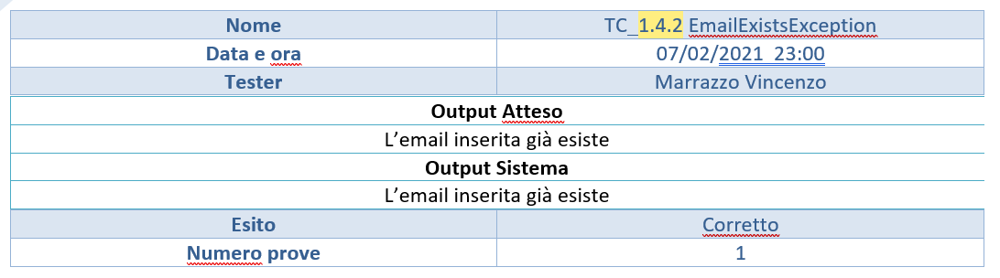 Nome TC_1.4.2 EmailExistsException
Data e ora 07/02/2021 23:00
Tester Marrazzo Vincenzo
Output Atteso
L’email inserita già esiste
Output Sistema
L’email inserita già esiste
Esito Corretto
Numero prove 1